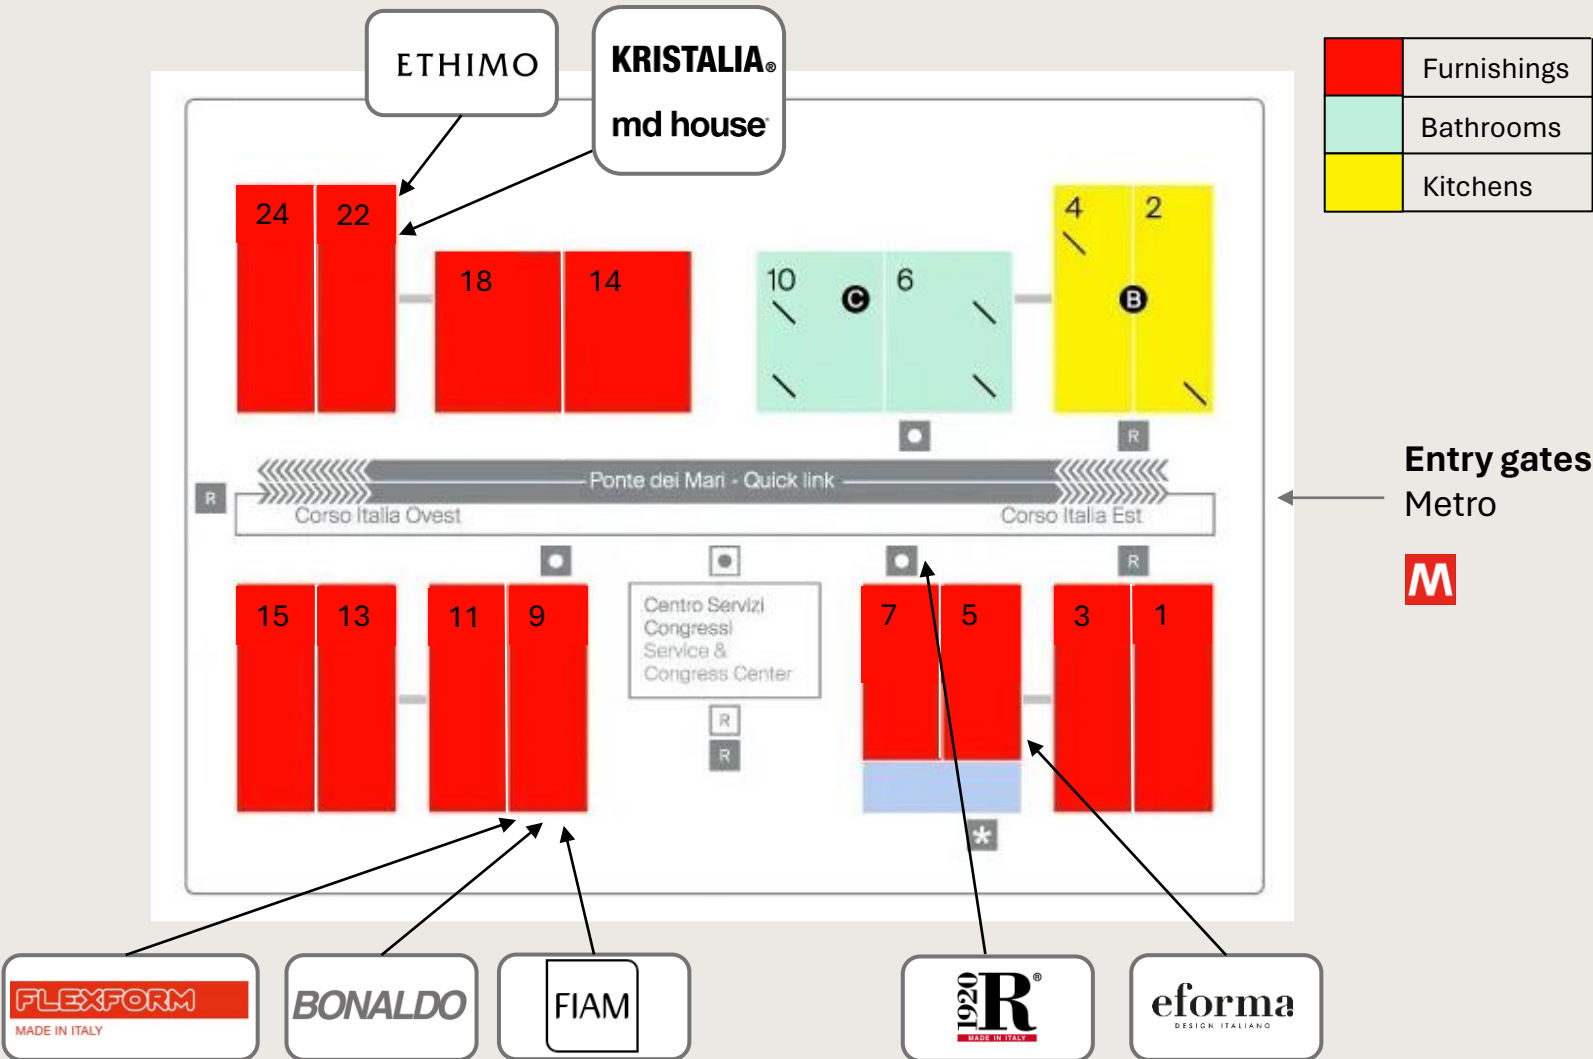 ETHIMO
KRISTALIA®
md house
Furnishings
Bathrooms
Kitchens
24
22
18
14
10
C
6
4
2
B
R
Ponte dei Mari - Quick link
R
Corso Italia Ovest
Corso Italia Est
Entry gates
Metro
M
R
15
13
11
9
Centro Servizi
Congressi
Service &
Congress Center
R
R
7
5
3
1
*
FLEXFORM
MADE IN ITALY
BONALDO
FIAM
1920
R®
MADE IN ITALY
eforma
DESIGN ITALIANO